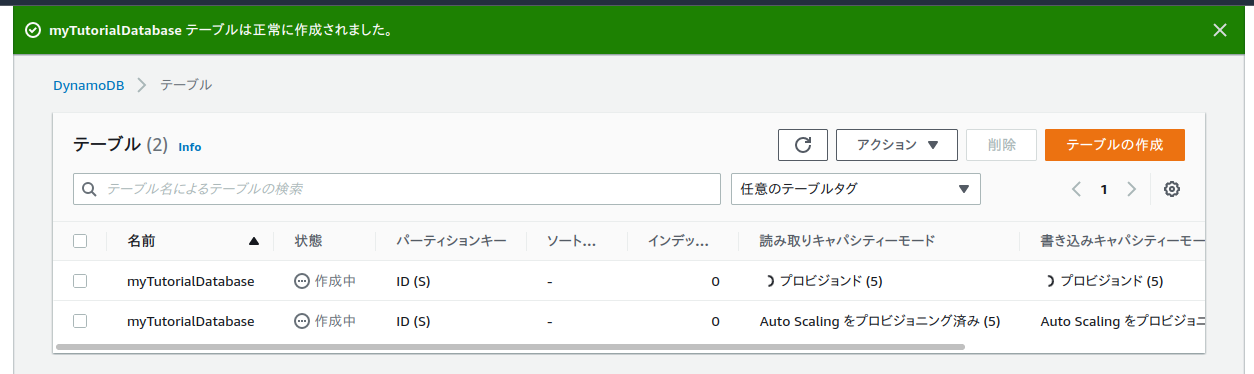 myTutorialDatabase テーブルは正常に作成されました。
DynamoDB テーブル
テーブル (2) Info アクション 削除 テーブルの作成
テーブル名によるテーブルの検索 任意のテーブルタグ 1
名前 状態 パーティションキー ソート... インデッ... 読み取りキャパシティーモード 書き込みキャパシティーモー
myTutorialDatabase 作成中 ID (S) - 0 プロビジョンド (5) プロビジョンド (5)
myTutorialDatabase 作成中 ID (S) - 0 Auto Scaling をプロビジョニング済み (5) Auto Scaling をプロビジョニ